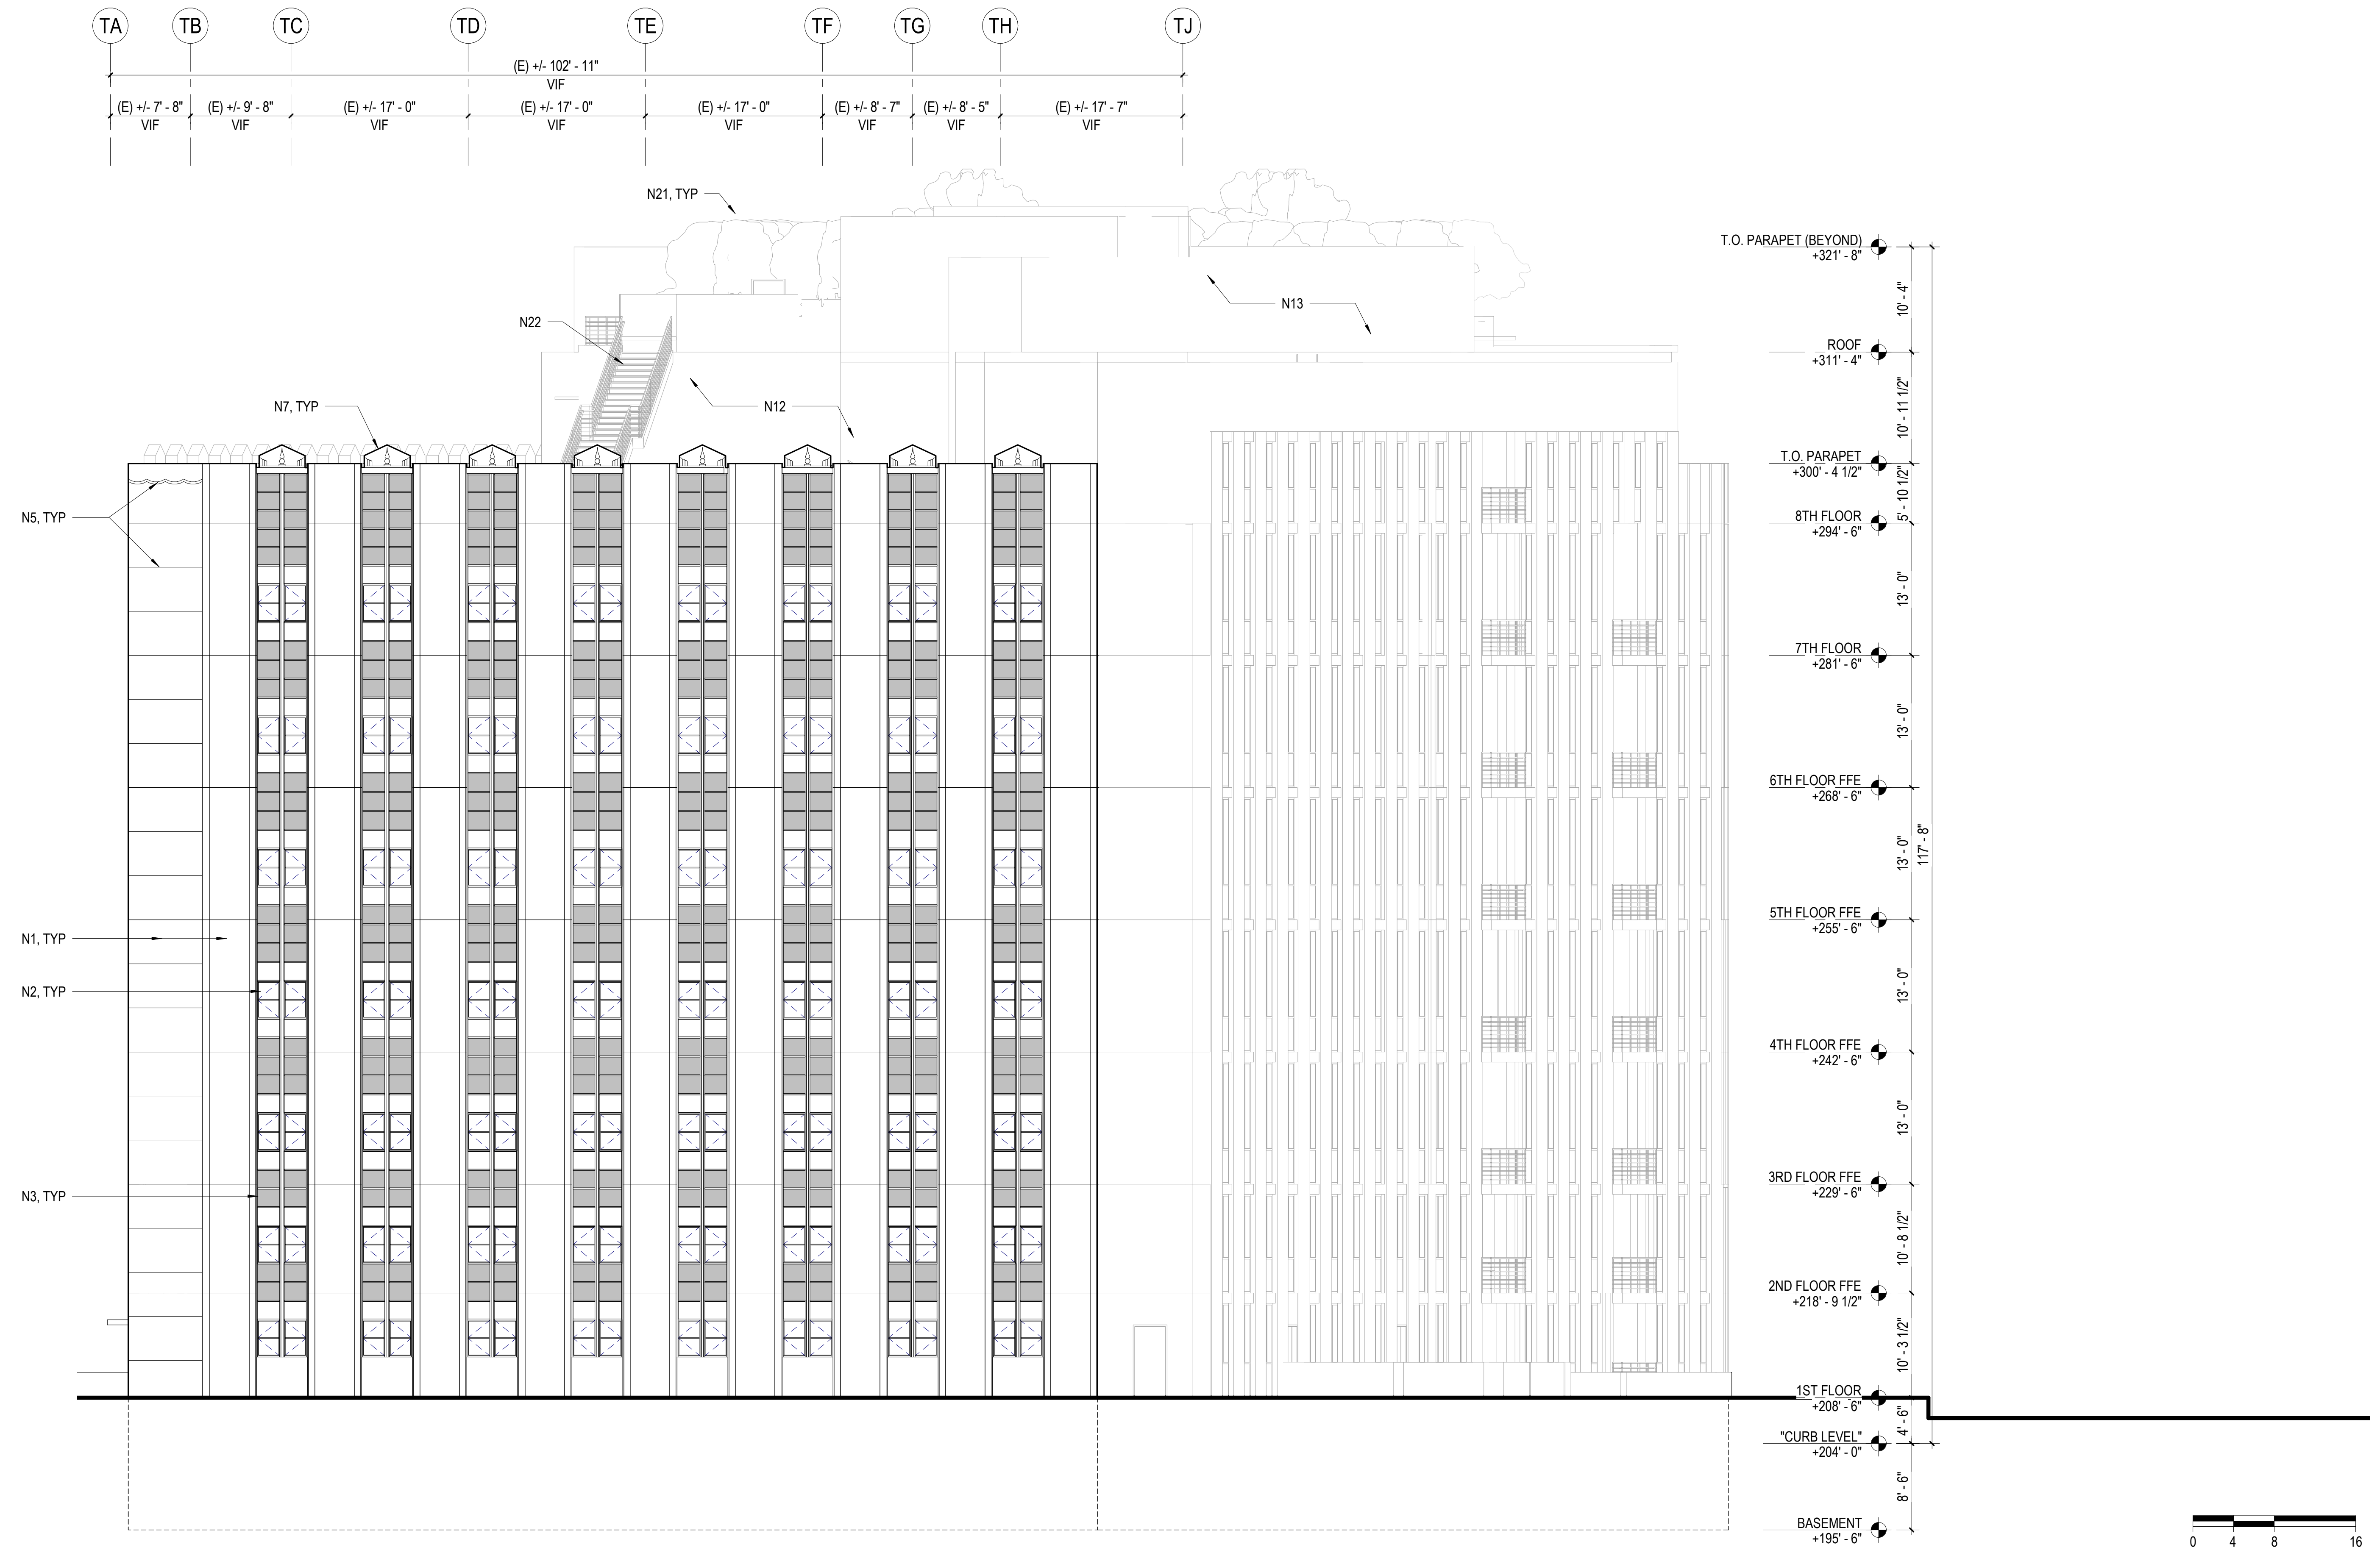 TA TB TC TD TE TF TG TH TJ
(E) +/- 102' - 11"
VIF
(E) +/- 7' - 8" (E) +/- 9' - 8" (E) +/- 17' - 0" (E) +/- 17' - 0" (E) +/- 17' - 0" (E) +/- 8' - 7" (E) +/- 8' - 5" (E) +/- 17' - 7"
VIF VIF VIF VIF VIF VIF VIF VIF
N21, TYP
N13
N22
N7, TYP
N12
N5, TYP
N1, TYP
N2, TYP
N3, TYP
T.O. PARAPET (BEYOND)
+321' - 8"
10' - 4"
ROOF
+311' - 4"
10' - 11 1/2"
T.O. PARAPET
+300' - 4 1/2"
5' - 10 1/2"
8TH FLOOR
+294' - 6"
13' - 0"
7TH FLOOR
+281' - 6"
13' - 0"
6TH FLOOR FFE
+268' - 6"
13' - 0"
117' - 8"
5TH FLOOR FFE
+255' - 6"
13' - 0"
4TH FLOOR FFE
+242' - 6"
13' - 0"
3RD FLOOR FFE
+229' - 6"
10' - 8 1/2"
2ND FLOOR FFE
+218' - 9 1/2"
10' - 3 1/2"
1ST FLOOR
+208' - 6"
4' - 6"
"CURB LEVEL"
+204' - 0"
8' - 6"
BASEMENT
+195' - 6"
0 4 8 16